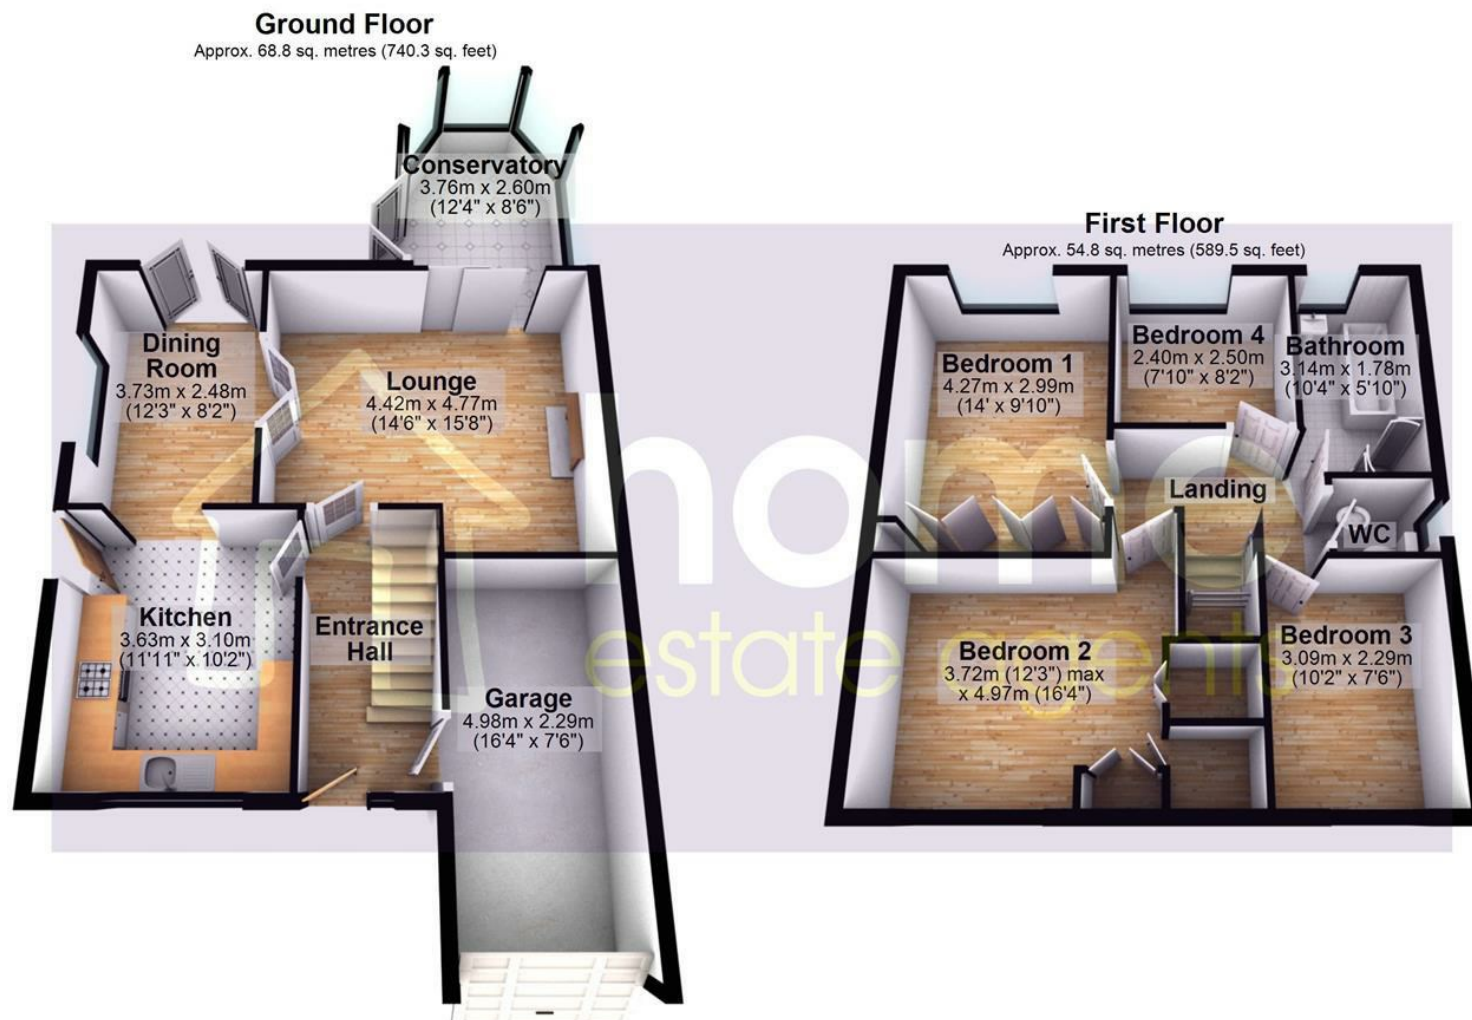 Ground Floor
Approx. 68.8 sq. metres (740.3 sq. feet)
Conservatory
3.76m x 2.60m
(12'4" x 8'6")
Dining
Room
3.73m x 2.48m
(12'3" x 8'2")
Lounge
4.42m x 4.77m
(14'6" x 15'8")
Kitchen
3.63m x 3.10m
(11'11" x 10'2")
Entrance
Hall
Garage
4.98m x 2.29m
(16'4" x 7'6")
First Floor
Approx. 54.8 sq. metres (589.5 sq. feet)
Bedroom 1
4.27m x 2.99m
(14' x 9'10")
Bedroom 4
2.40m x 2.50m
(7'10" x 8'2")
Bathroom
3.14m x 1.78m
(10'4" x 5'10")
Landing
WC
Bedroom 2
3.72m (12'3") max
x 4.97m (16'4")
Bedroom 3
3.09m x 2.29m
(10'2" x 7'6")
home
estate agents